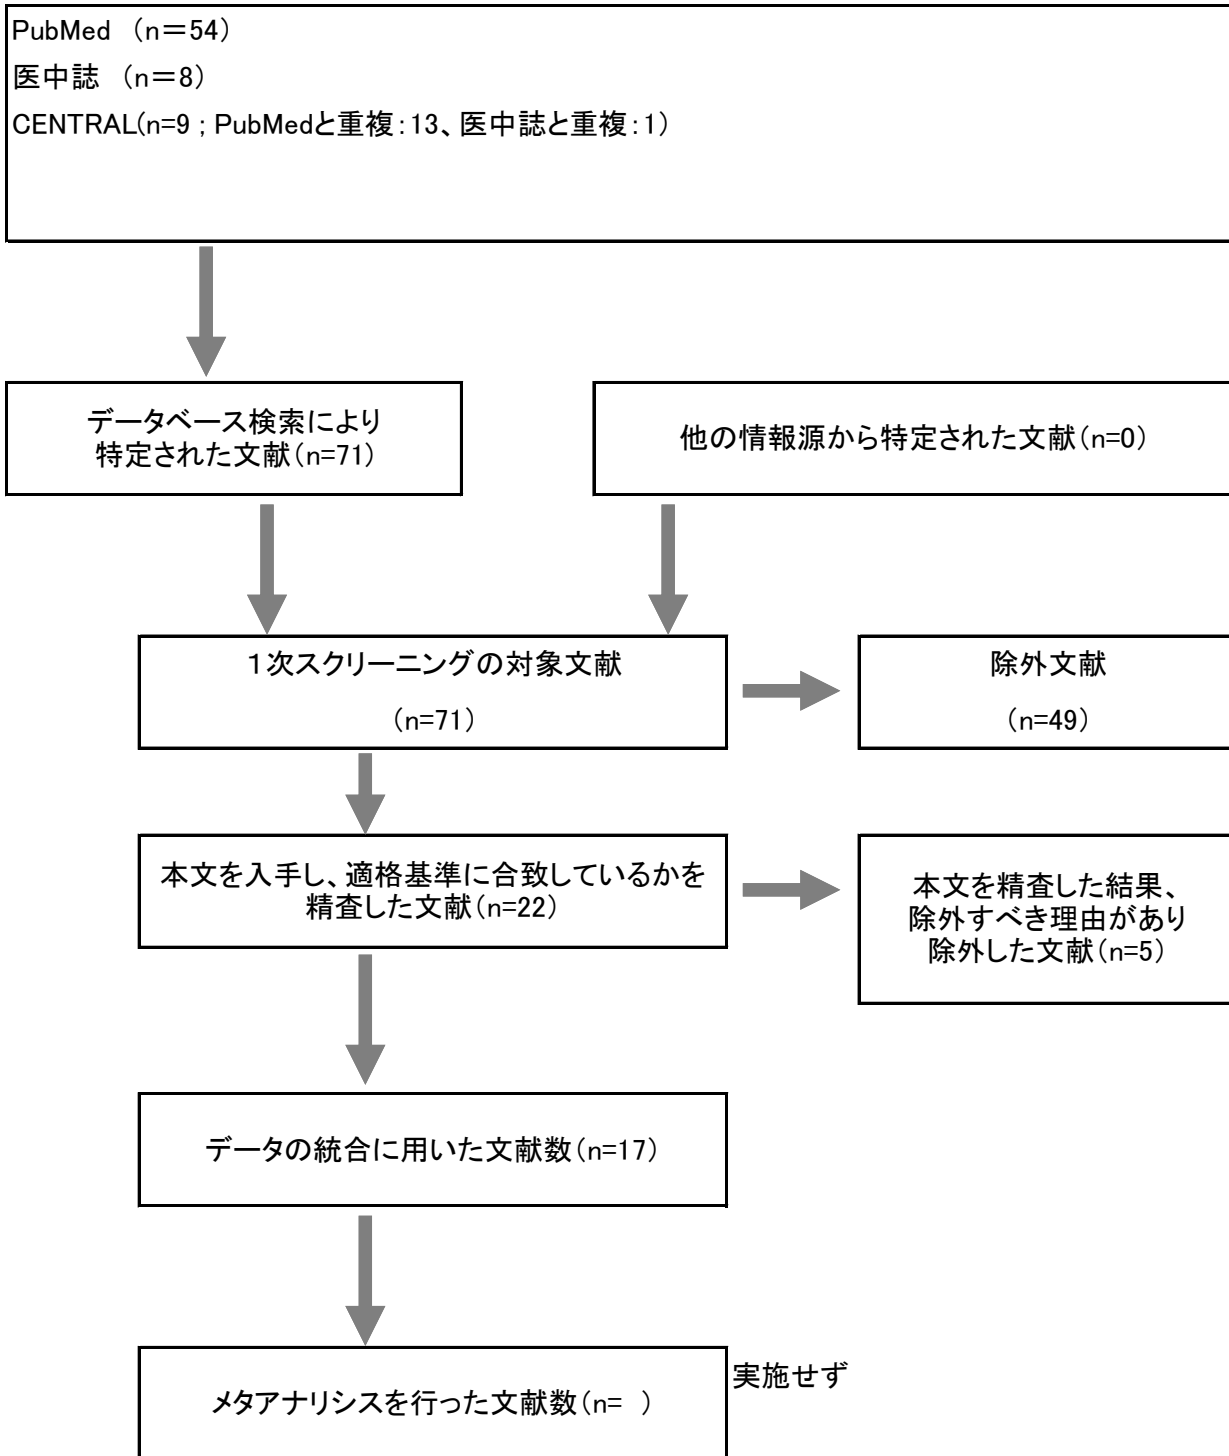 PubMed （n＝54）
医中誌 （n＝8）
CENTRAL(n=9 ; PubMedと重複：13、医中誌と重複：1）
データベース検索により
特定された文献（n=71）
他の情報源から特定された文献（n=0）
１次スクリーニングの対象文献
（n=71）
除外文献
（n=49）
本文を入手し、適格基準に合致しているかを
精査した文献（n=22）
本文を精査した結果、
除外すべき理由があり
除外した文献（n=5）
データの統合に用いた文献数（n=17）
メタアナリシスを行った文献数（n= ）
実施せず